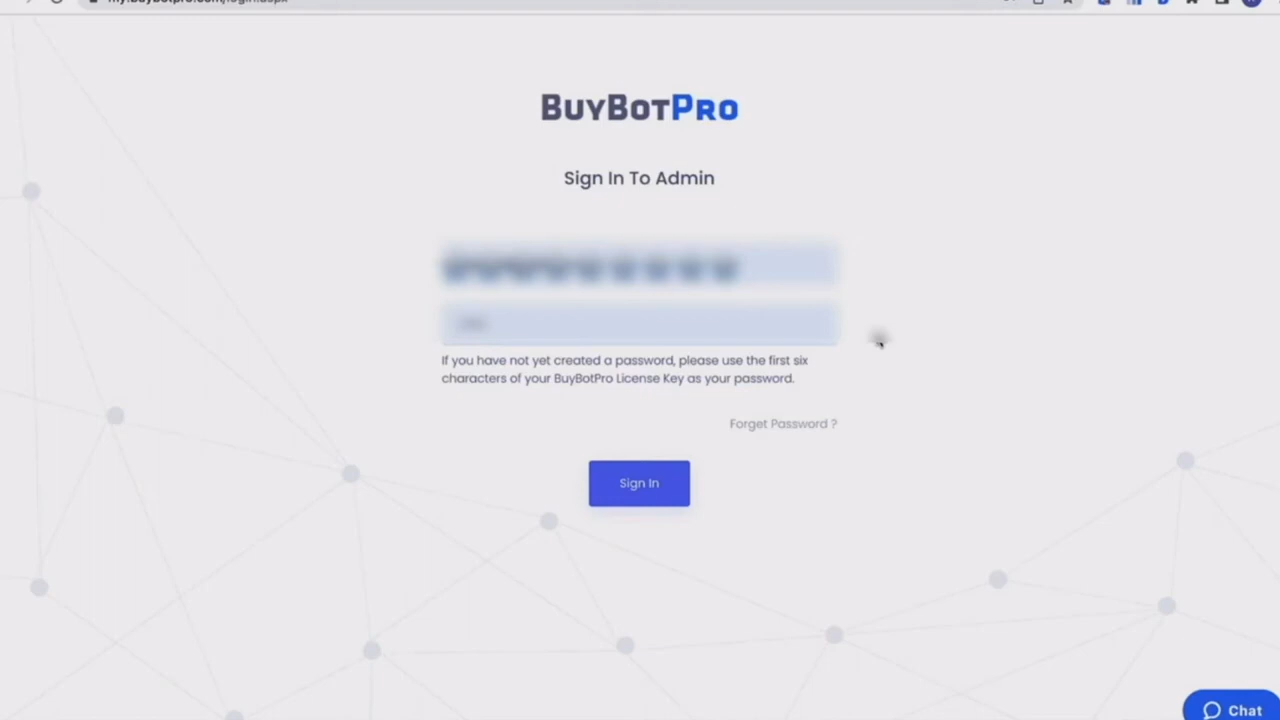 BUYBOTPRO
Sign In To Admin
If you have not yet created a password, please use the first six
characters of your BuyBotPro License Key as your password.
Forget Password ?
Sign In
Chat